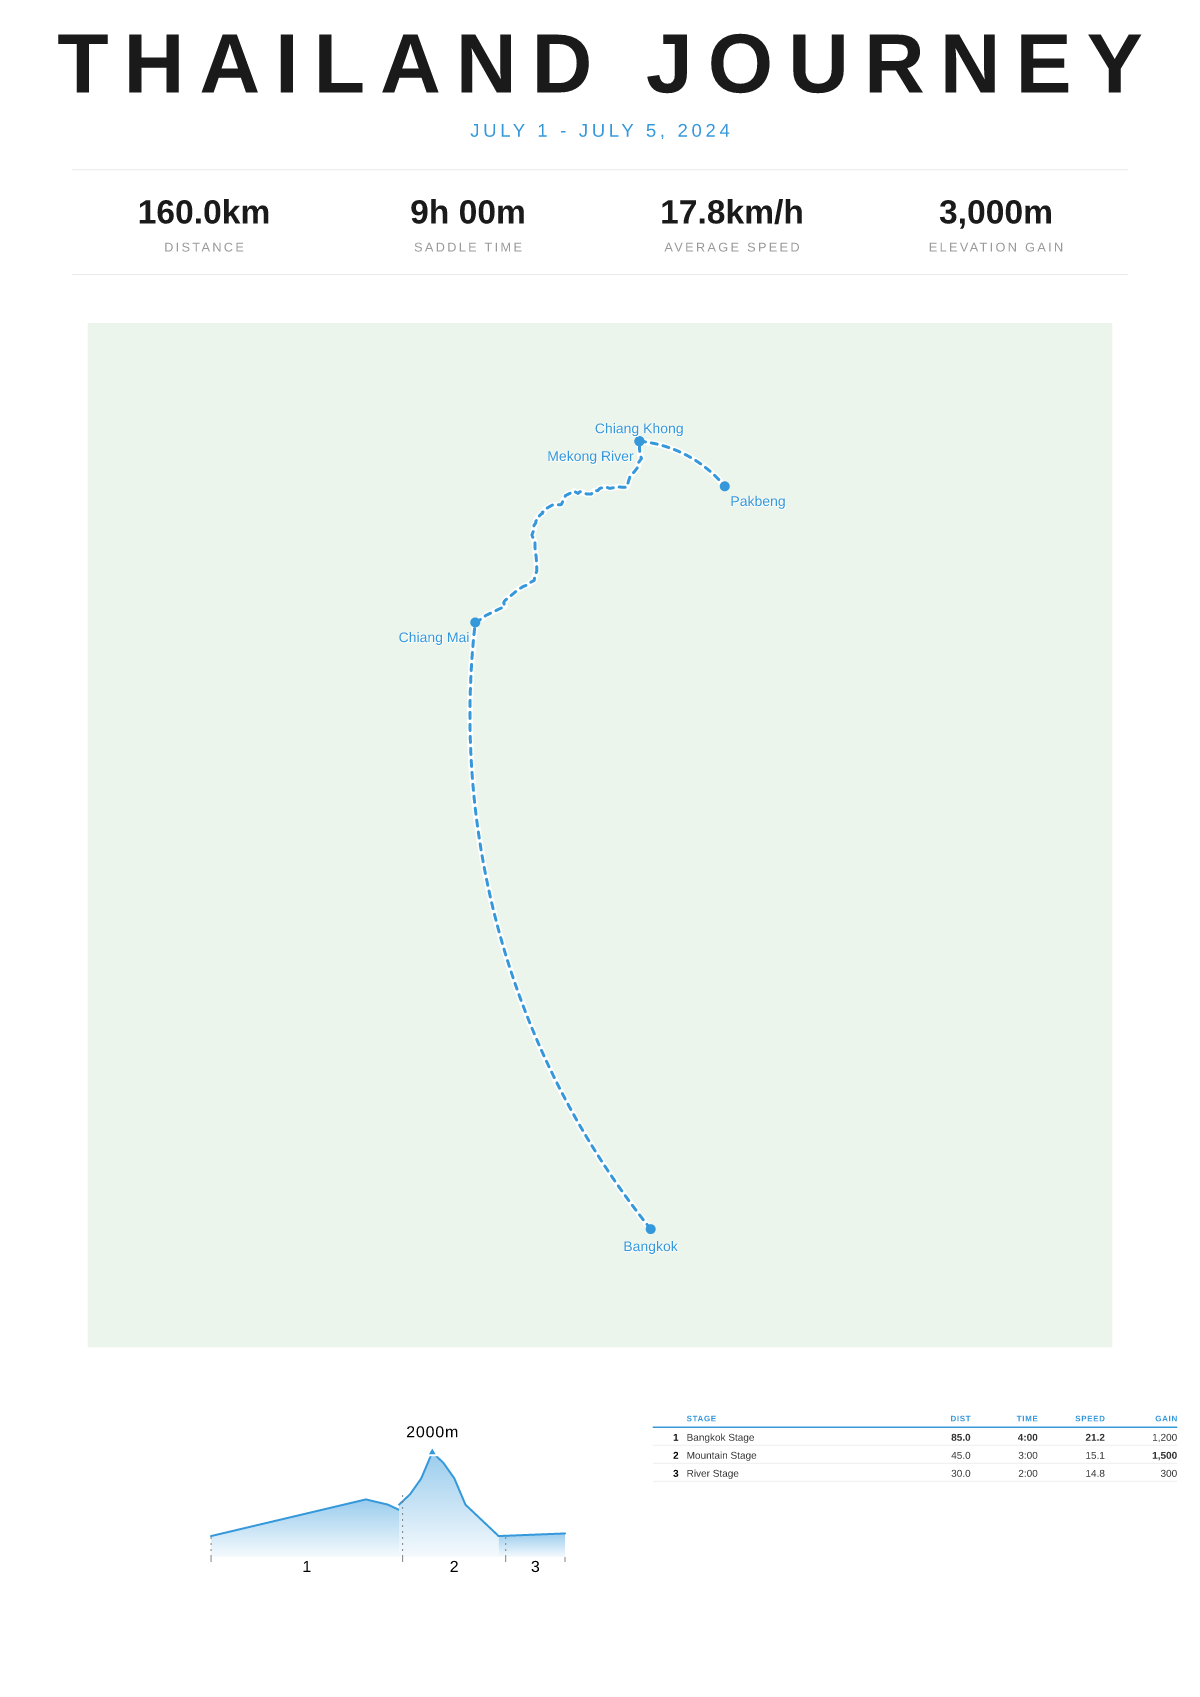 THAILAND JOURNEY
JULY 1 - JULY 5, 2024
160.0km 9h 00m 17.8km/h 3,000m
DISTANCE SADDLE TIME AVERAGE SPEED ELEVATION GAIN
Chiang Khong
Mekong River
Pakbeng
Chiang Mai
Bangkok
2000m
1 2 3
STAGE DIST TIME SPEED GAIN
1 Bangkok Stage 85.0 4:00 21.2 1,200
2 Mountain Stage 45.0 3:00 15.1 1,500
3 River Stage 30.0 2:00 14.8 300